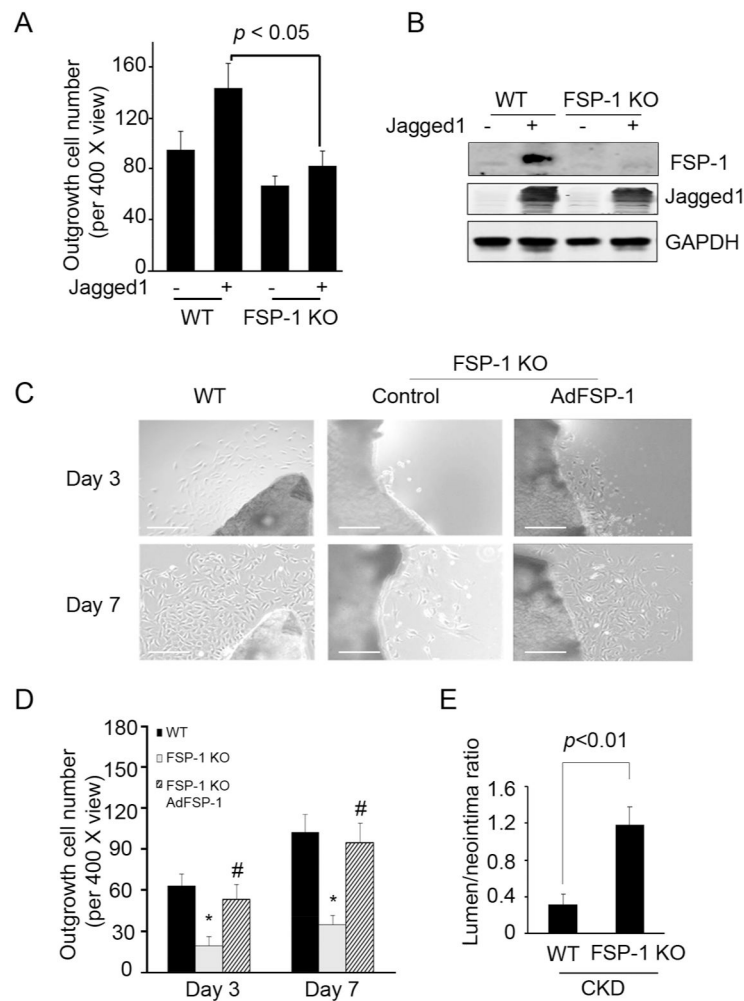 A
p < 0.05
Outgrowth cell number
(per 400 X view)
160
120
80
40
0
Jagged1 - + - +
WT FSP-1 KO
B
WT FSP-1 KO
Jagged1 - + - +
FSP-1
Jagged1
GAPDH
C
FSP-1 KO
WT Control AdFSP-1
Day 3
Day 7
D
Outgrowth cell number
(per 400 X view)
180
150
120
90
60
30
0
WT
FSP-1 KO
FSP-1 KO
AdFSP-1
* # * #
Day 3 Day 7
E
p<0.01
Lumen/neointima ratio
1.6
1.2
0.8
0.4
0
WT FSP-1 KO
CKD